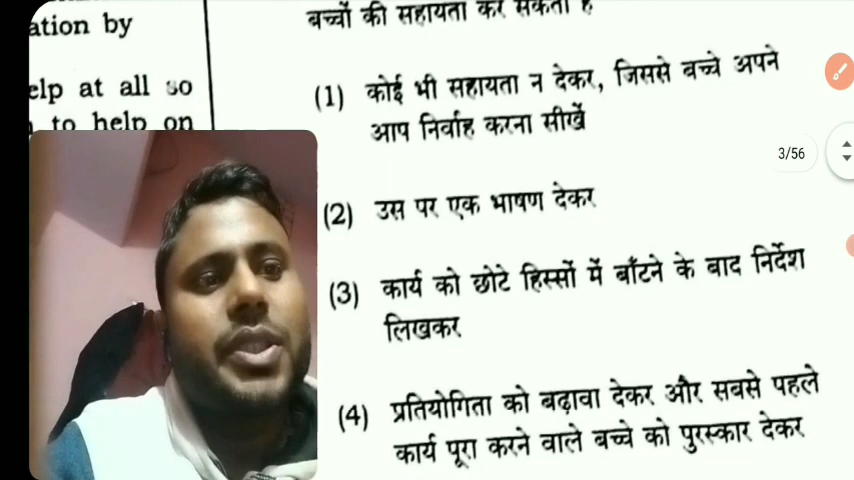 ation by
elp at all so
to help on
बच्चों की सहायता कर सकता है
(1) कोई भी सहायता न देकर, जिससे बच्चे अपने
आप निर्वाह करना सीखें
(2) उस पर एक भाषण देकर
(3) कार्य को छोटे हिस्सों में बाँटने के बाद निर्देश
लिखकर
(4) प्रतियोगिता को बढ़ावा देकर और सबसे पहले
कार्य पूरा करने वाले बच्चे को पुरस्कार देकर
3/56